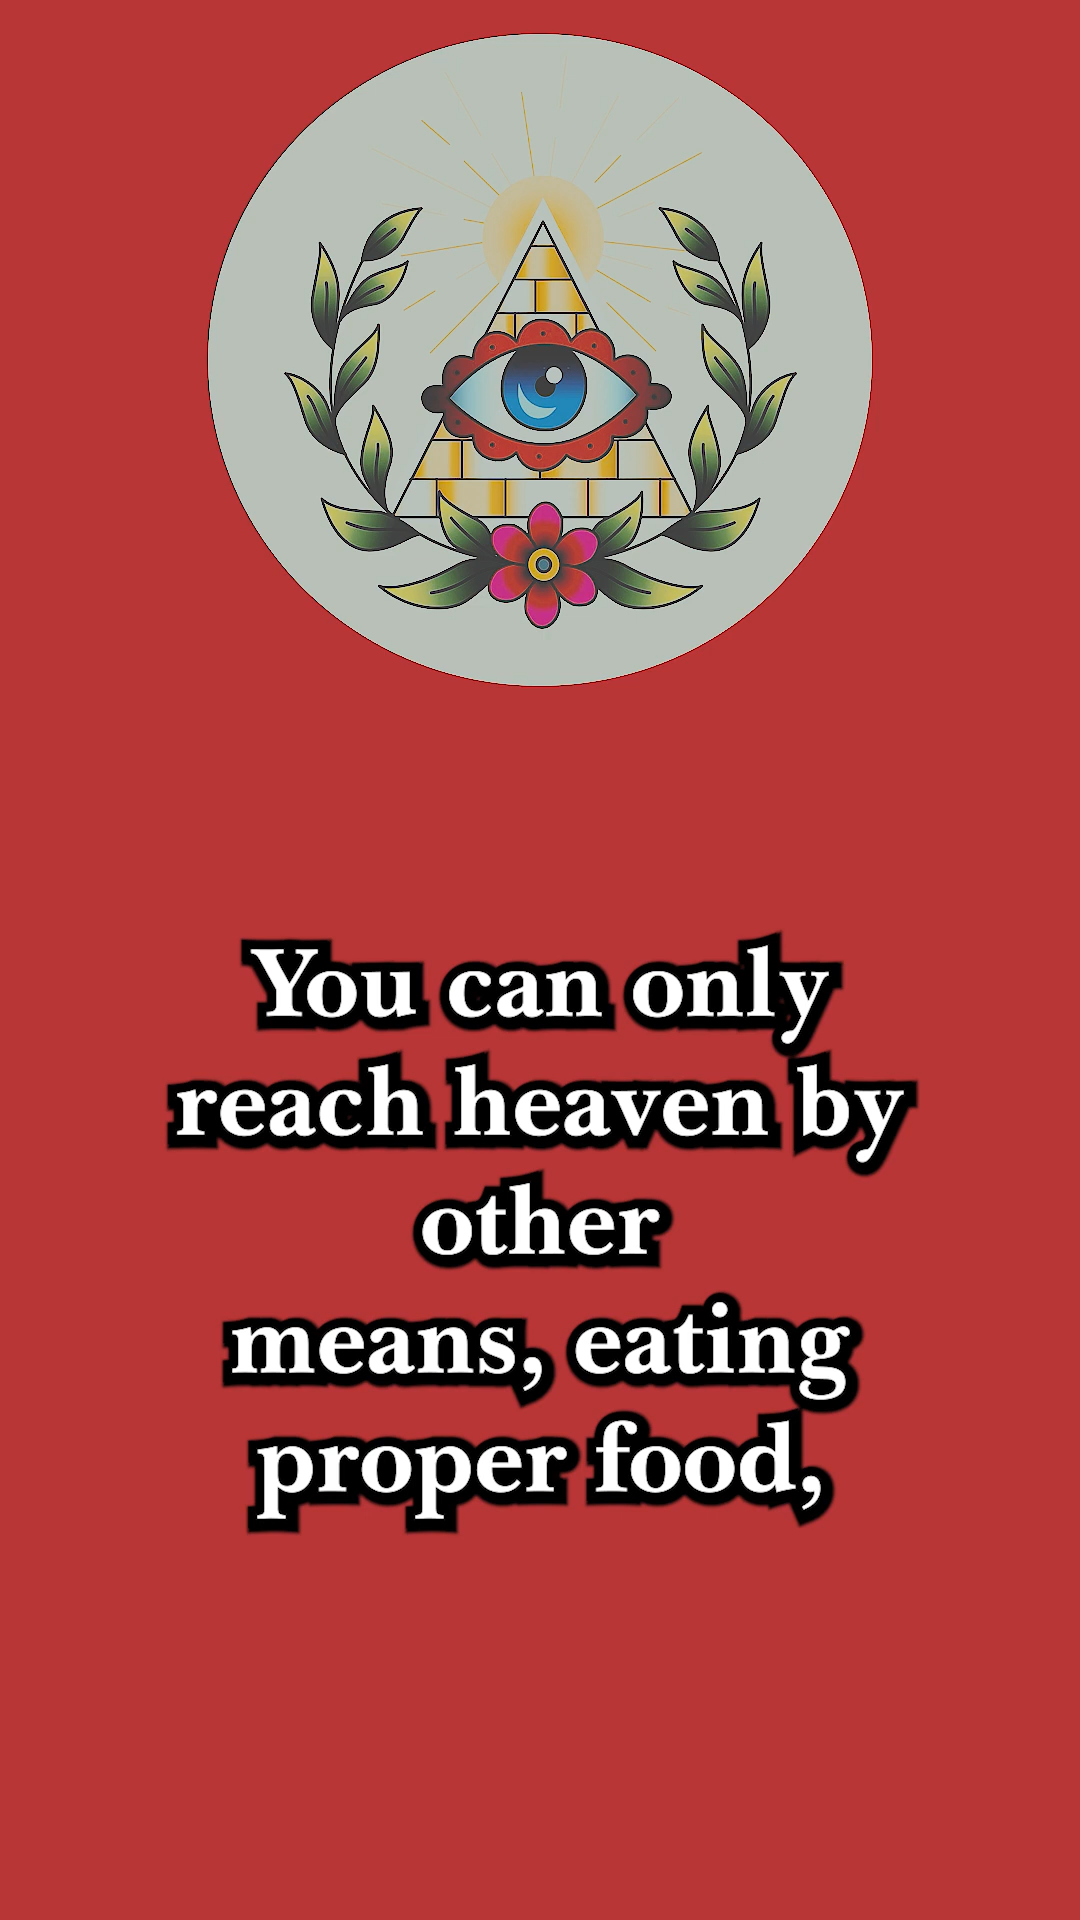 You can only
reach heaven by
other
means, eating
proper food,